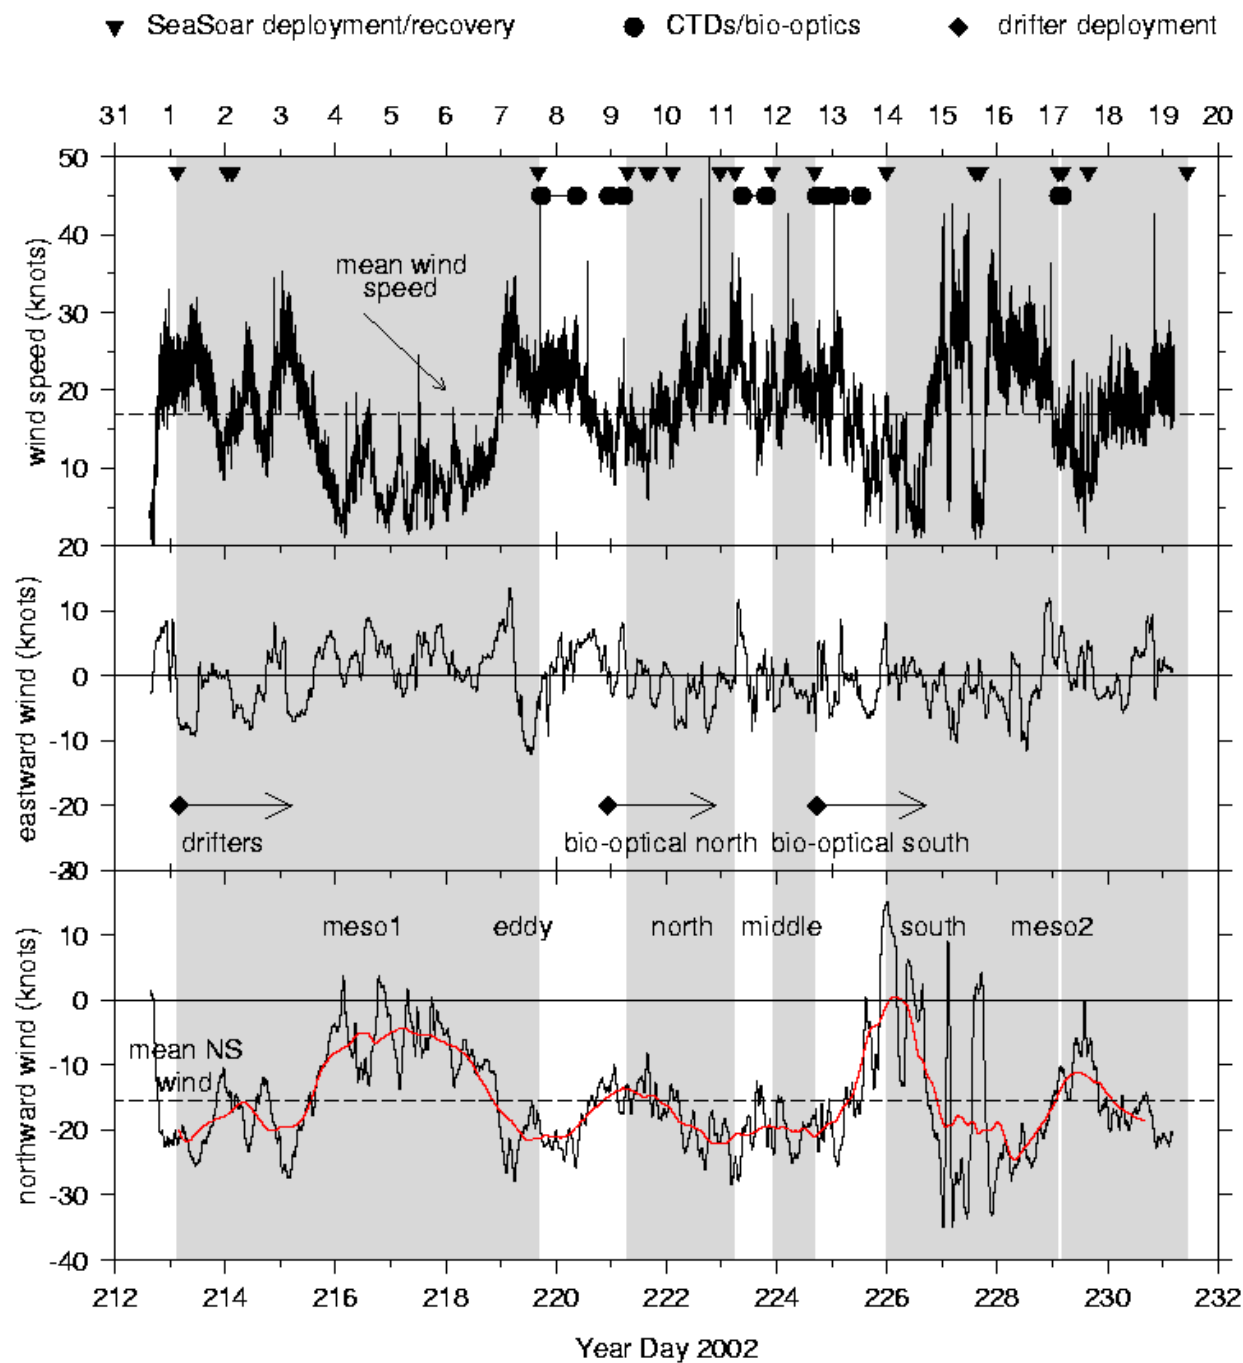 SeaSoar deployment/recovery CTDs/bio-optics drifter deployment
31 1 2 3 4 5 6 7 8 9 10 11 12 13 14 15 16 17 18 19 20
50
40
mean wind
speed
30
20
10
wind speed (knots)
20
10
0
-10
-20
eastward wind (knots)
drifters bio-optical north bio-optical south
meso1 eddy north middle south meso2
10
0
mean NS
wind
-10
-20
-30
-40
northward wind (knots)
212 214 216 218 220 222 224 226 228 230 232
Year Day 2002